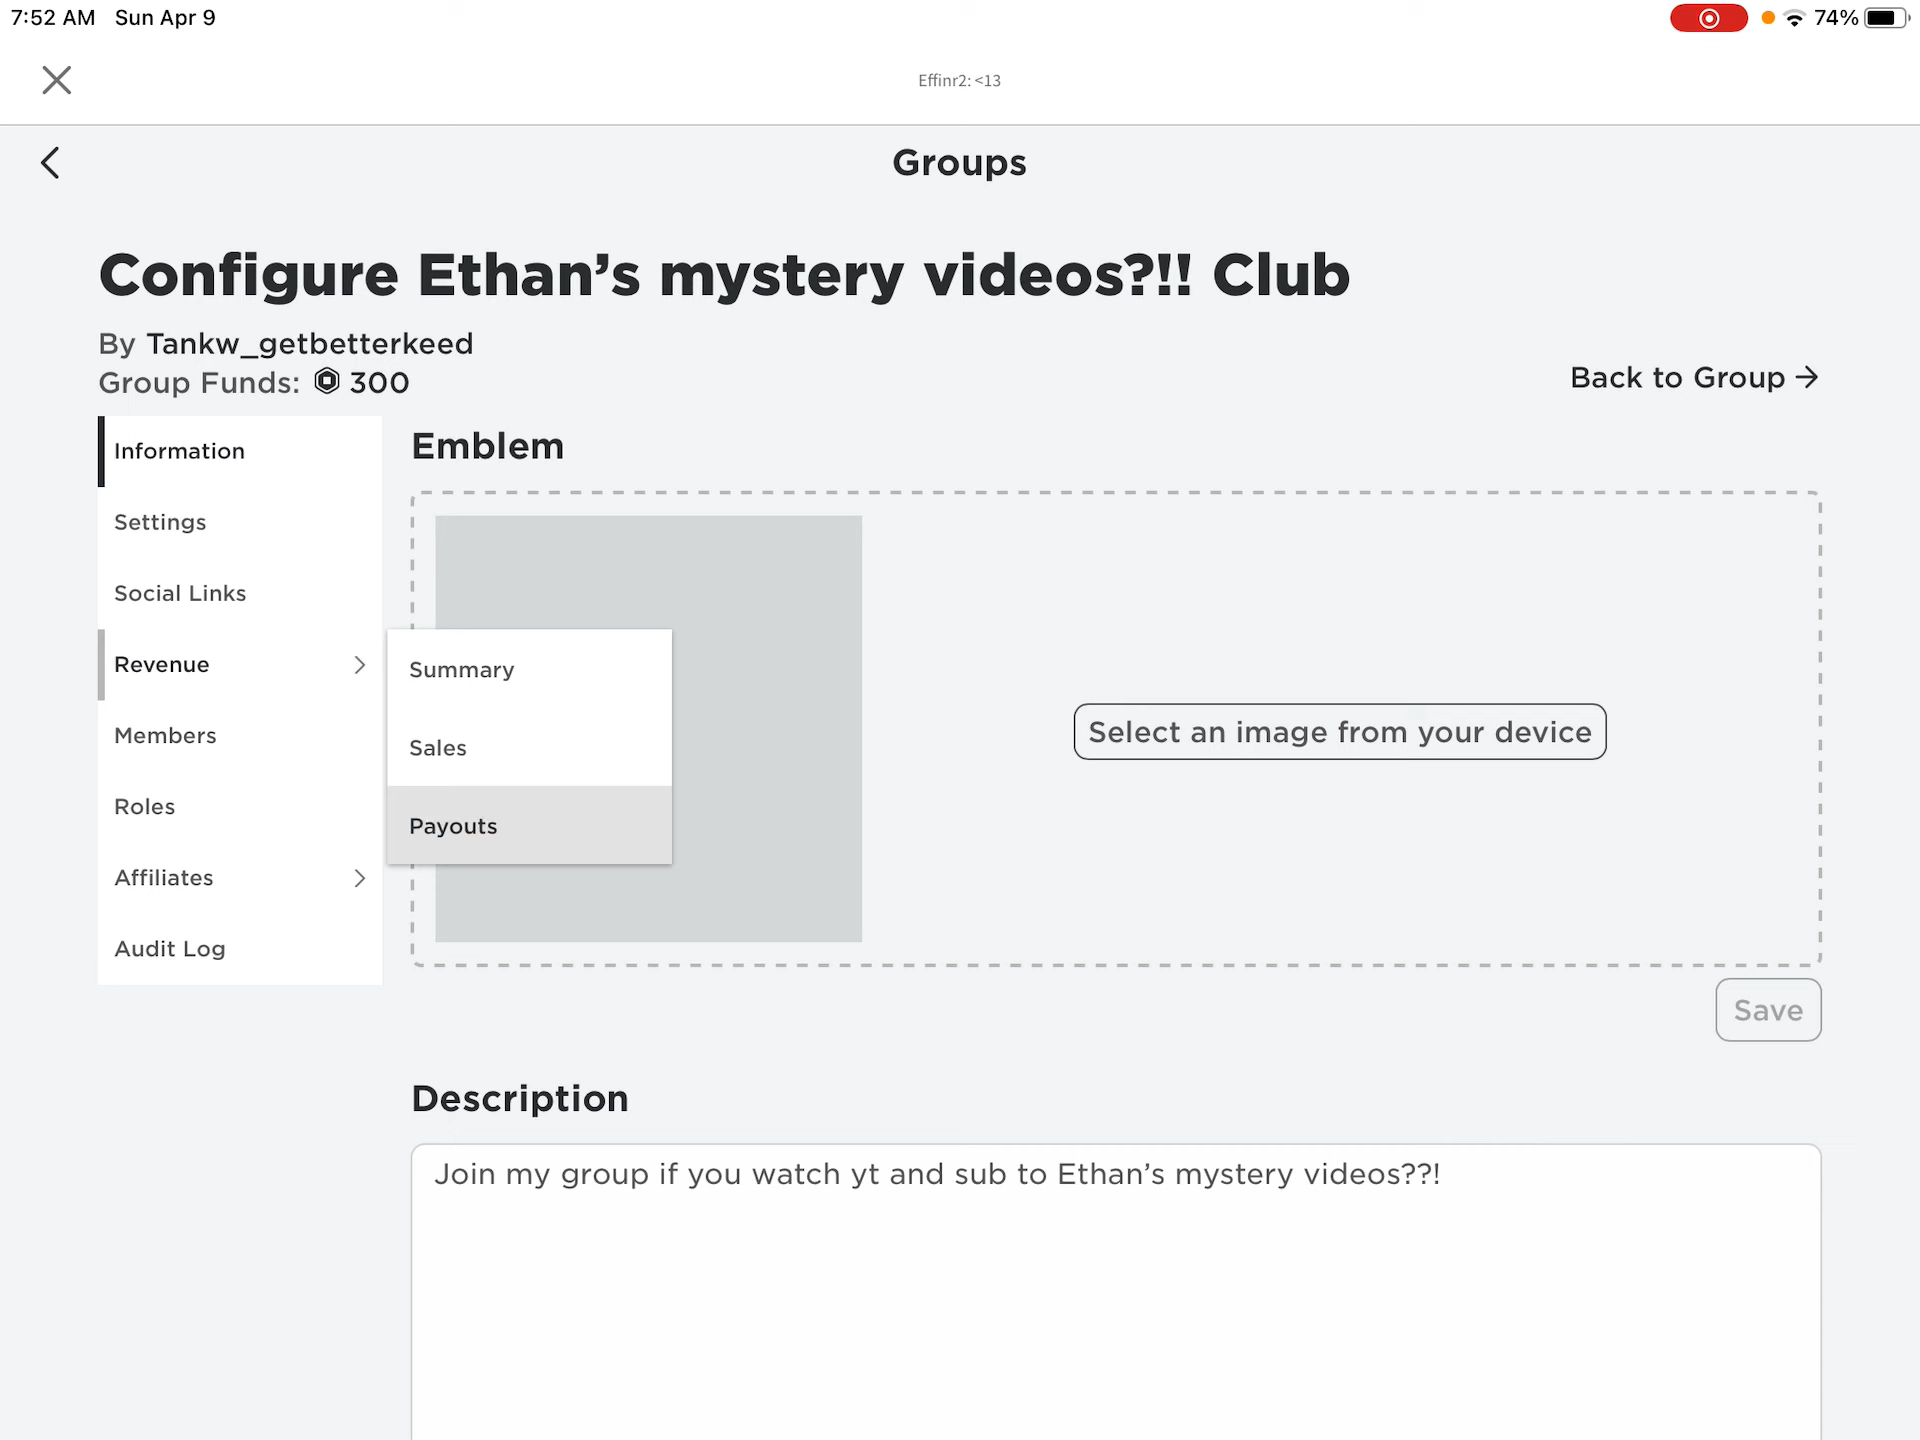 7:52 AM Sun Apr 9
74%
Effinr2: <13
Groups
Configure Ethan’s mystery videos?!! Club
By Tankw_getbetterkeed
Group Funds: 300
Back to Group →
Information
Settings
Social Links
Revenue
Members
Roles
Affiliates
Audit Log
Summary
Sales
Payouts
Emblem
Select an image from your device
Save
Description
Join my group if you watch yt and sub to Ethan’s mystery videos??!